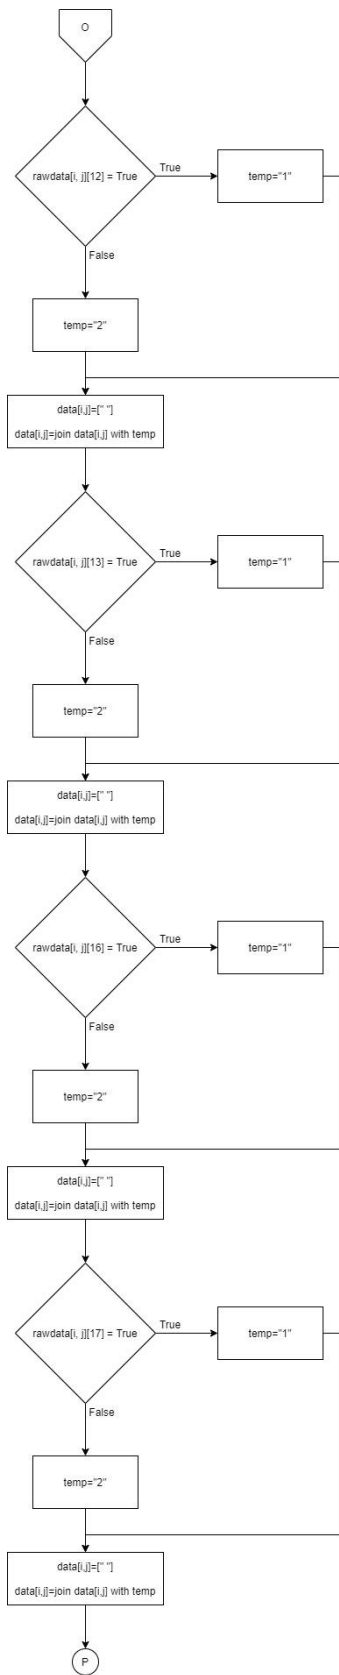 O
rawdata[i, j][12] = True
True
temp="1"
False
temp="2"
data[i,j]=[" "]
data[i,j]=join data[i,j] with temp
rawdata[i, j][13] = True
True
temp="1"
False
temp="2"
data[i,j]=[" "]
data[i,j]=join data[i,j] with temp
rawdata[i, j][16] = True
True
temp="1"
False
temp="2"
data[i,j]=[" "]
data[i,j]=join data[i,j] with temp
rawdata[i, j][17] = True
True
temp="1"
False
temp="2"
data[i,j]=[" "]
data[i,j]=join data[i,j] with temp
P